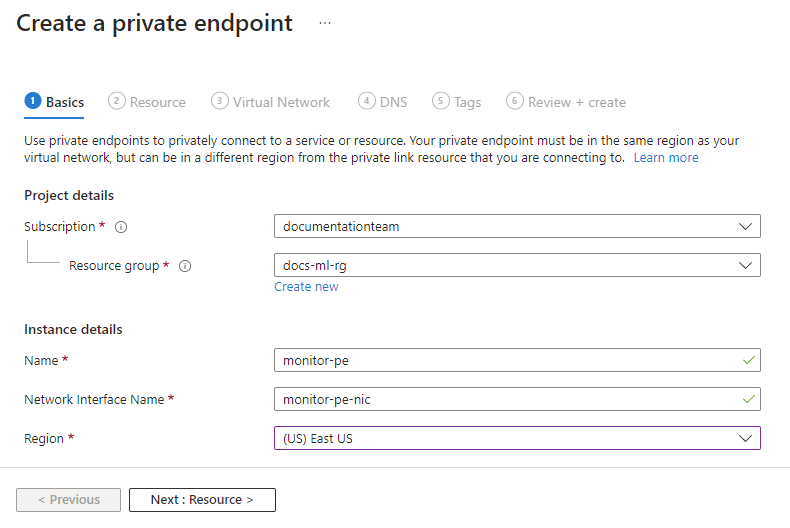 Create a private endpoint ...
1 Basics 2 Resource 3 Virtual Network 4 DNS 5 Tags 6 Review + create
Use private endpoints to privately connect to a service or resource. Your private endpoint must be in the same region as your
virtual network, but can be in a different region from the private link resource that you are connecting to. Learn more
Project details
Subscription * documentationteam
Resource group * docs-ml-rg
Create new
Instance details
Name * monitor-pe
Network Interface Name * monitor-pe-nic
Region * (US) East US
< Previous Next : Resource >